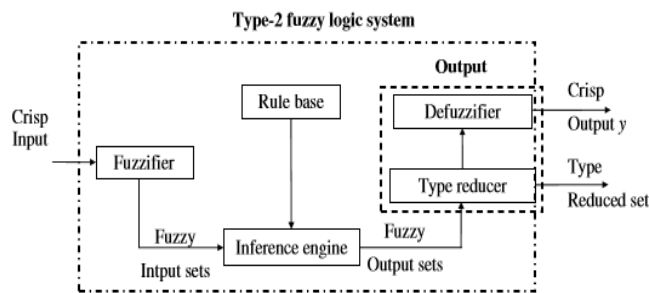 Type-2 fuzzy logic system
Output
Crisp
Input
Rule base
Defuzzifier
Crisp
Output y
Fuzzifier
Type reducer
Type
Reduced set
Fuzzy
Intput sets
Inference engine
Fuzzy
Output sets